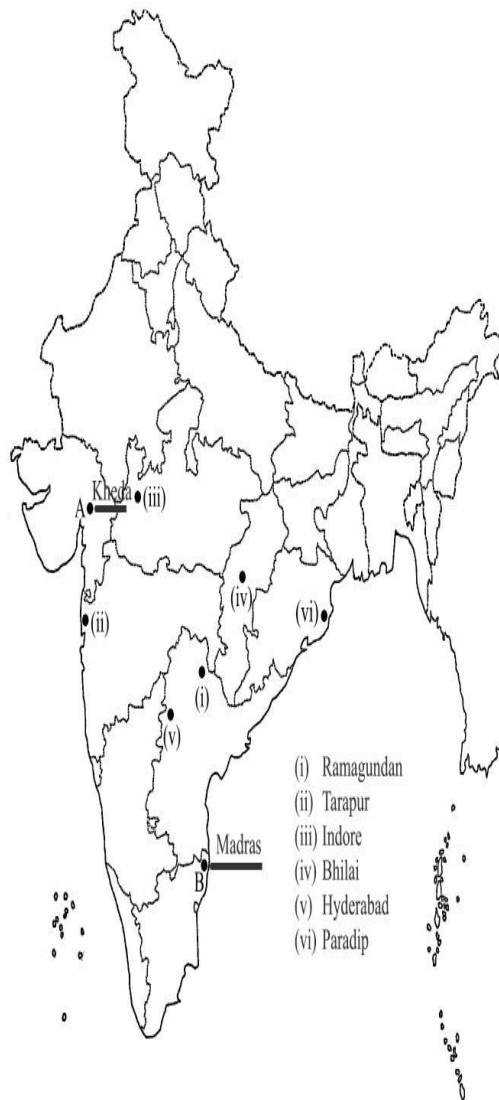 Kheda
A
(iii)
(iv)
(ii)
(vi)
(i)
(v)
Madras
B
(i) Ramagundan
(ii) Tarapur
(iii) Indore
(iv) Bhilai
(v) Hyderabad
(vi) Paradip